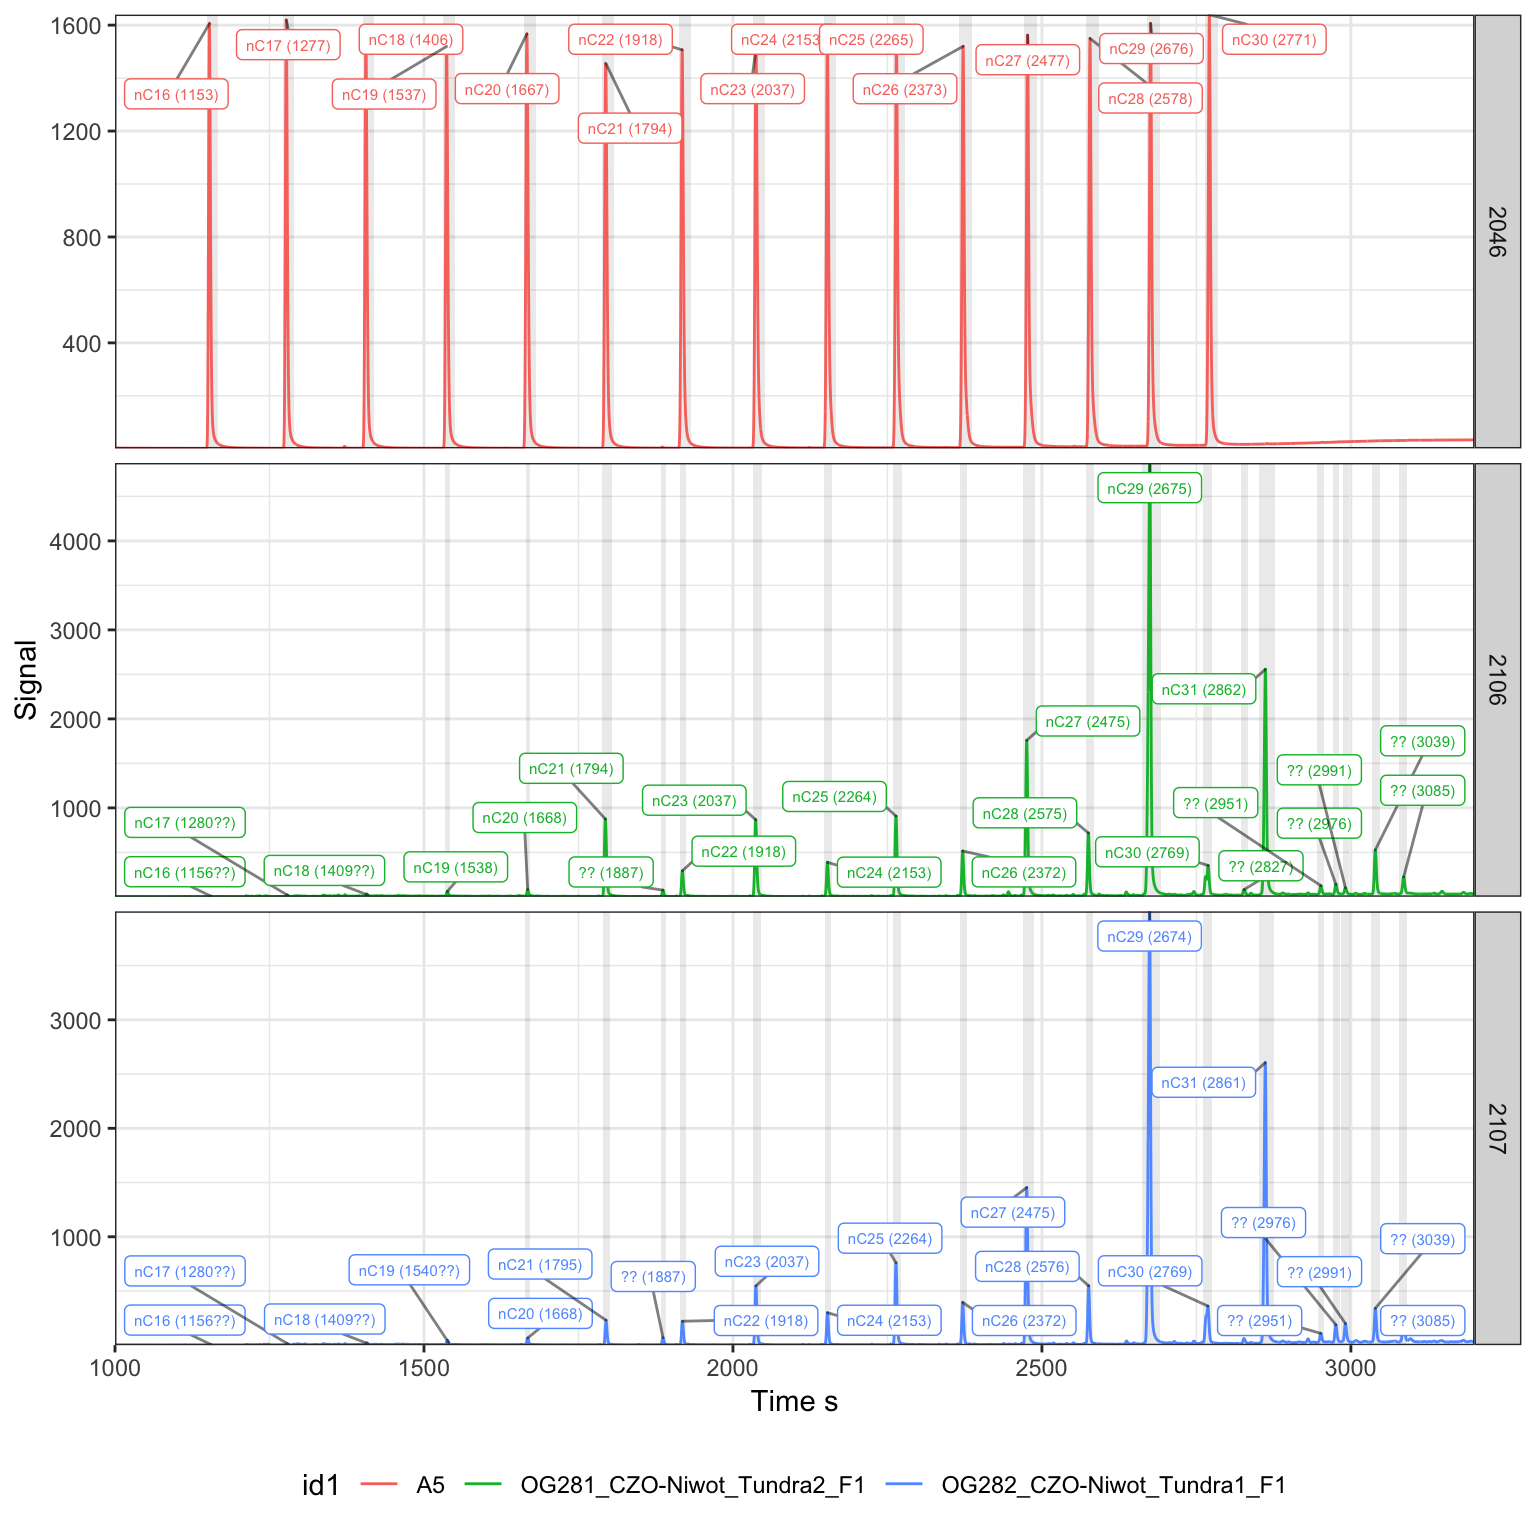 1600
1200
800
400
nC16 (1153)
nC17 (1277)
nC18 (1406)
nC19 (1537)
nC20 (1667)
nC21 (1794)
nC22 (1918)
nC23 (2037)
nC24 (2153
nC25 (2265)
nC26 (2373)
nC27 (2477)
nC28 (2578)
nC29 (2676)
nC30 (2771)
2046
Signal
4000
3000
2000
1000
nC16 (1156??)
nC17 (1280??)
nC18 (1409??)
nC19 (1538)
nC20 (1668)
nC21 (1794)
?? (1887)
nC22 (1918)
nC23 (2037)
nC24 (2153)
nC25 (2264)
nC26 (2372)
nC27 (2475)
nC28 (2575)
nC29 (2675)
nC30 (2769)
?? (2827)
nC31 (2862)
?? (2951)
?? (2976)
?? (2991)
?? (3039)
?? (3085)
2106
3000
2000
1000
nC16 (1156??)
nC17 (1280??)
nC18 (1409??)
nC19 (1540??)
nC20 (1668)
nC21 (1795)
?? (1887)
nC22 (1918)
nC23 (2037)
nC24 (2153)
nC25 (2264)
nC26 (2372)
nC27 (2475)
nC28 (2576)
nC29 (2674)
nC30 (2769)
nC31 (2861)
?? (2951)
?? (2976)
?? (2991)
?? (3039)
?? (3085)
2107
1000 1500 2000 2500 3000
Time s
id1 A5 OG281_CZO-Niwot_Tundra2_F1 OG282_CZO-Niwot_Tundra1_F1